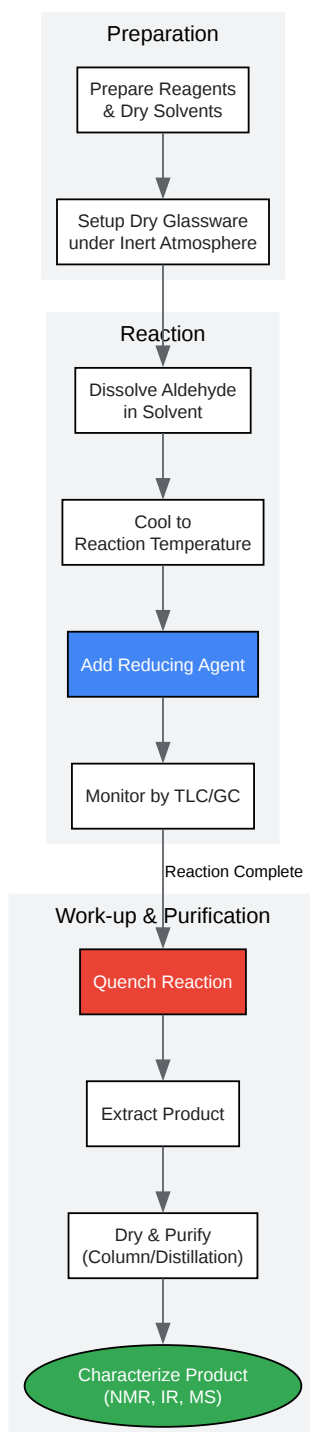 Preparation
Prepare Reagents
& Dry Solvents
Setup Dry Glassware
under Inert Atmosphere
Reaction
Dissolve Aldehyde
in Solvent
Cool to
Reaction Temperature
Add Reducing Agent
Monitor by TLC/GC
Reaction Complete
Work-up & Purification
Quench Reaction
Extract Product
Dry & Purify
(Column/Distillation)
Characterize Product
(NMR, IR, MS)